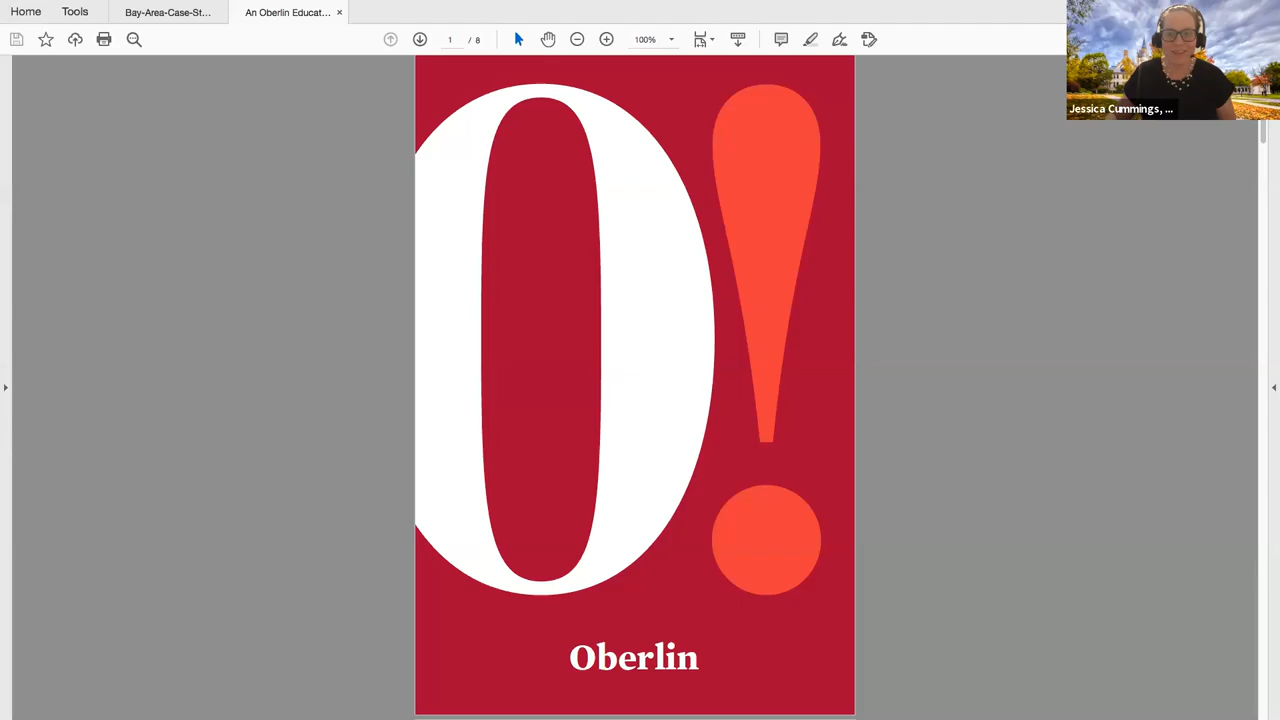 Home
Tools
Bay-Area-Case-St...
An Oberlin Educat...
×
1 / 8
100%
Jessica Cummings, ...
O!
Oberlin